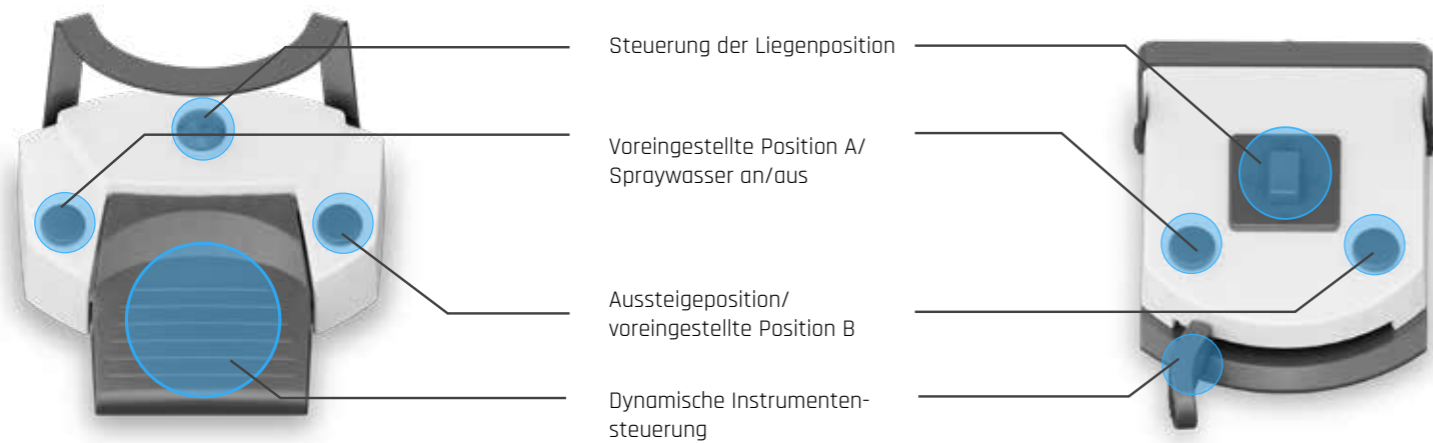 Steuerung der Liegenposition
Voreingestellte Position A/
Spraywasser an/aus
Aussteigeposition/
voreingestellte Position B
Dynamische Instrumenten-
steuerung